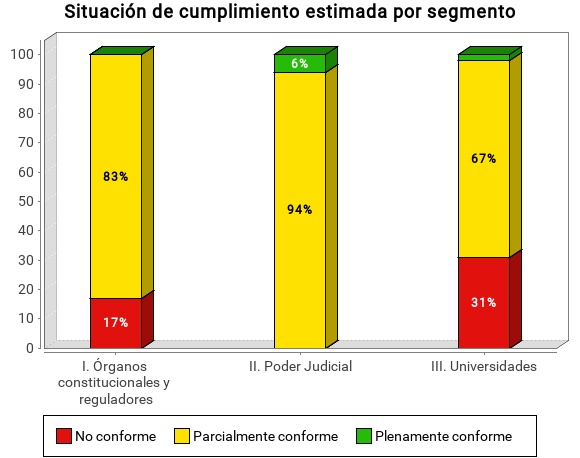 Situación de cumplimiento estimada por segmento
100
90
80
70
60
50
40
30
20
10
0
83%
17%
6%
94%
67%
31%
I. Órganos
constitucionales y
reguladores
II. Poder Judicial
III. Universidades
No conforme
Parcialmente conforme
Plenamente conforme